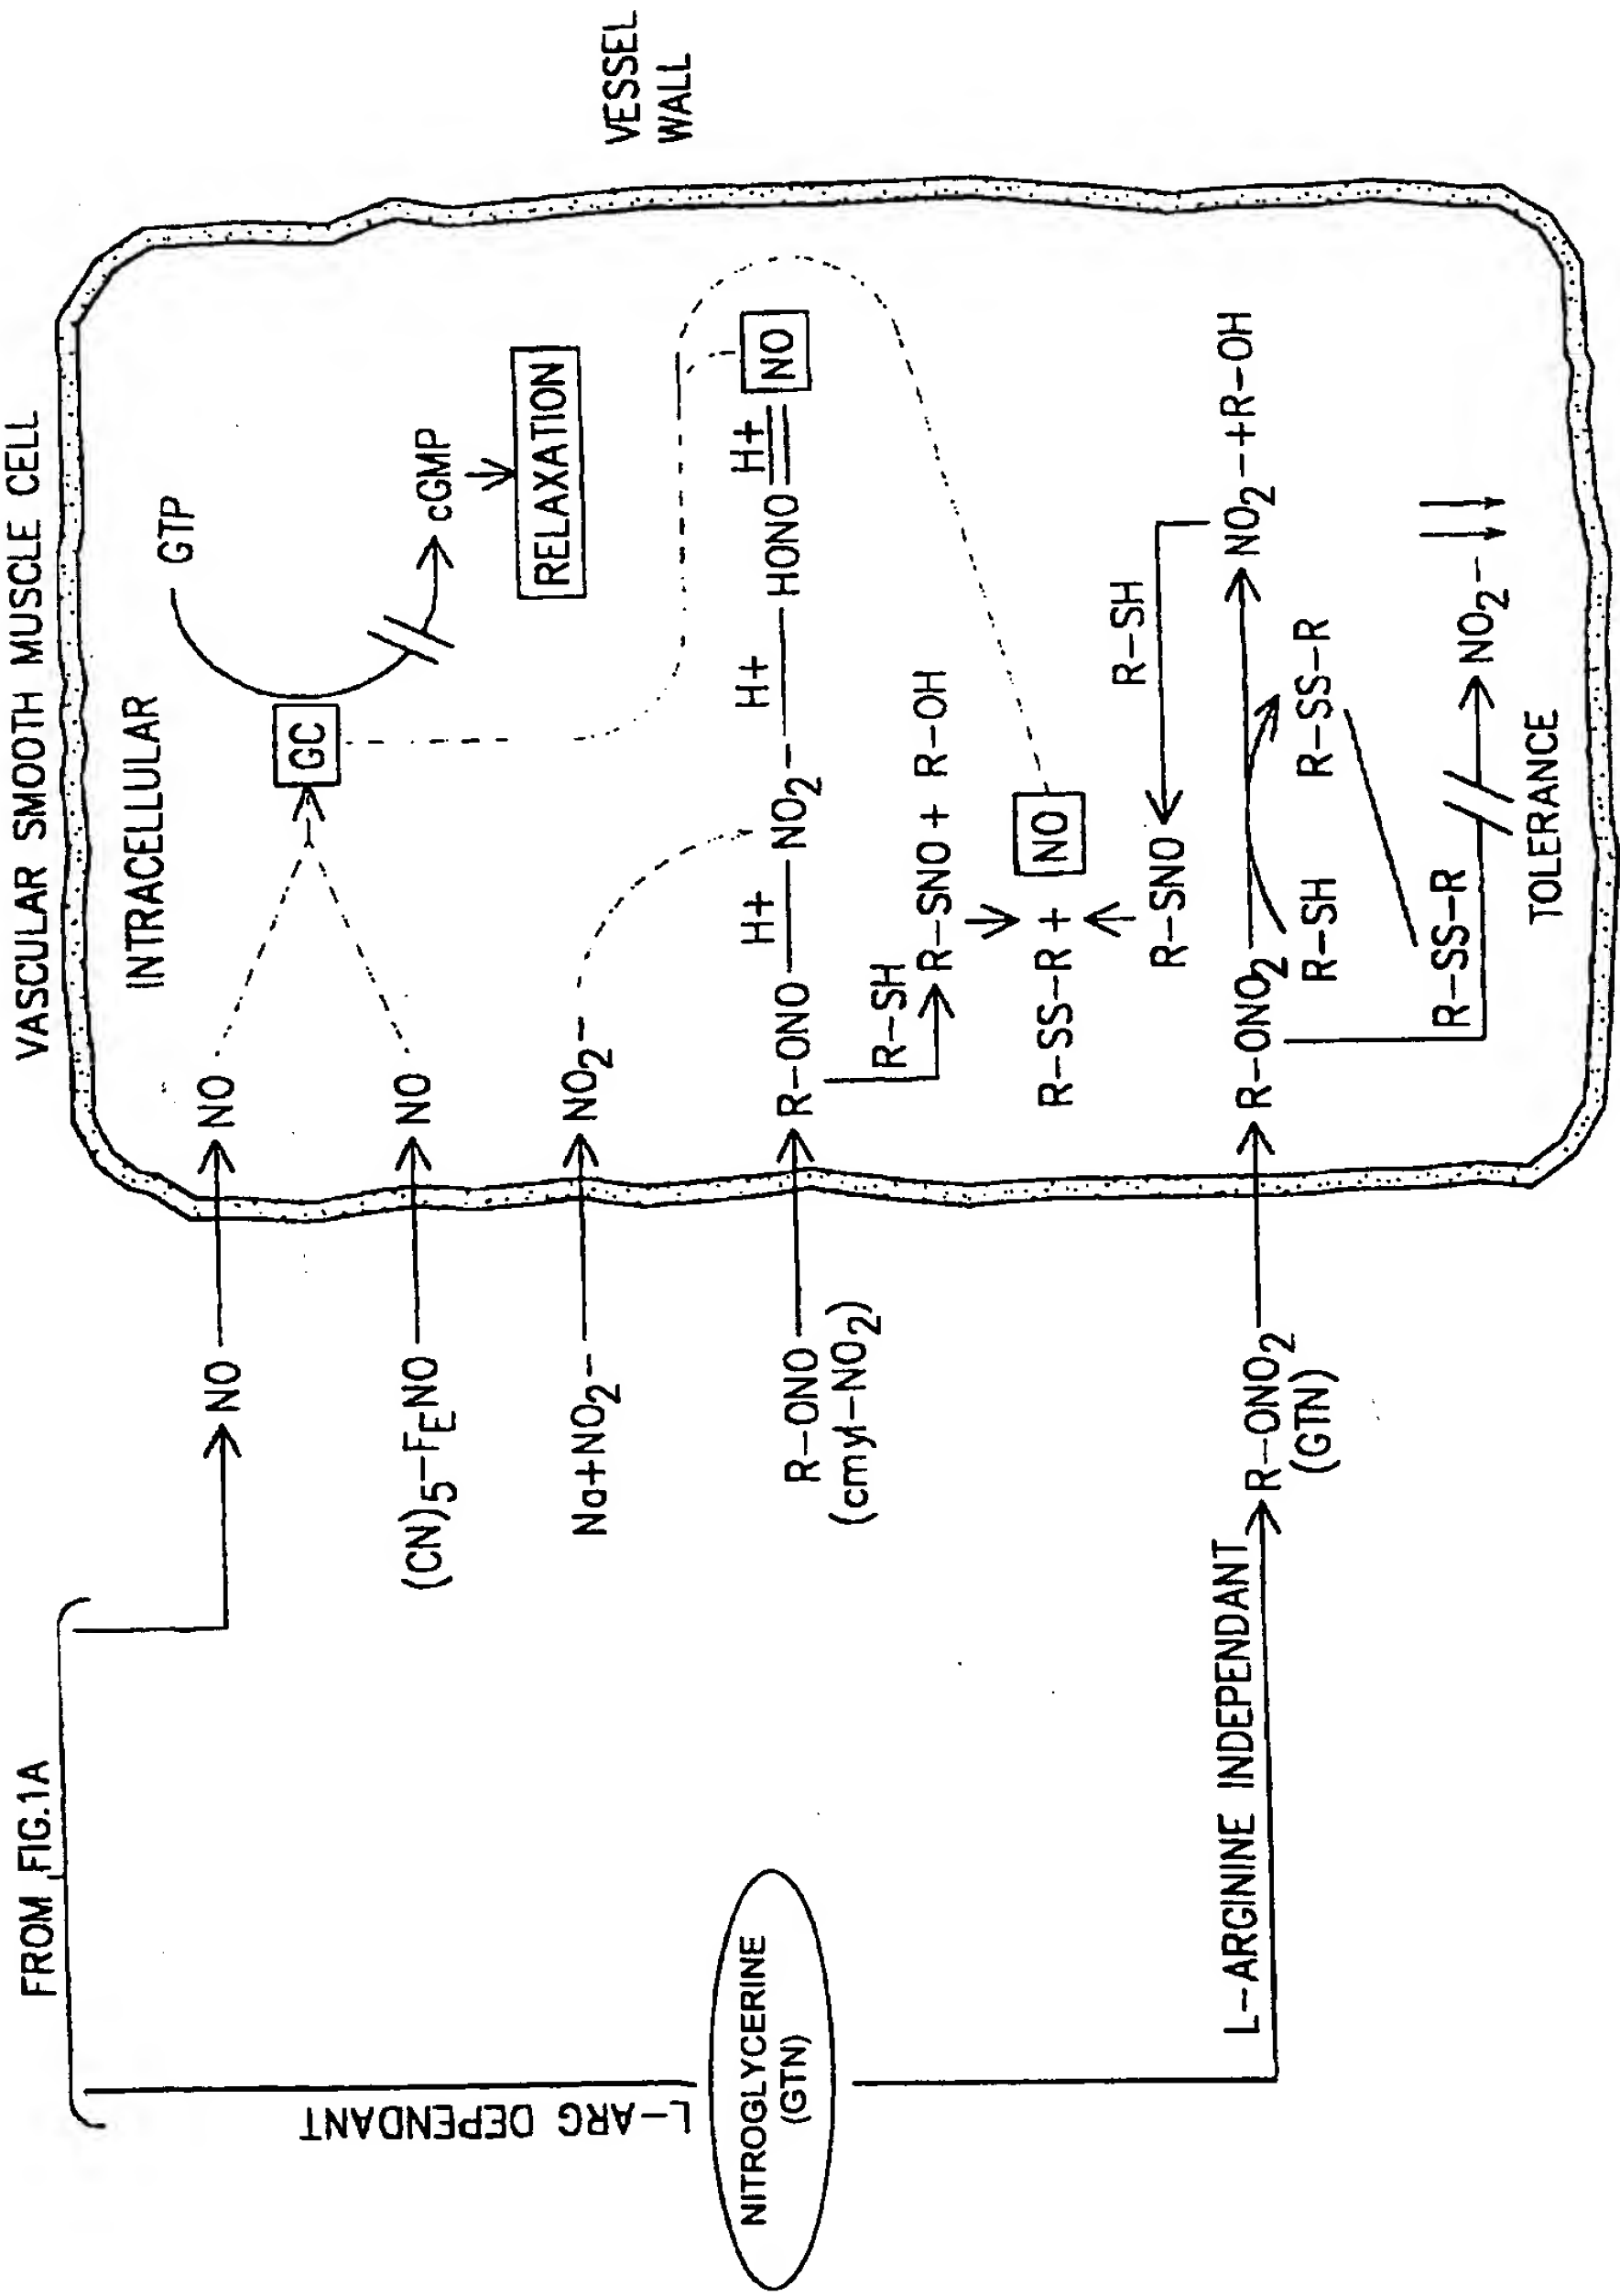 FROM FIG.1A
VASCULAR SMOOTH MUSCLE CELL
VESSEL
WALL
INTRACELLULAR
GTP
GC
cGMP
RELAXATION
NO
NO
(CN)5-FENO
NO
Na+NO2-
NO2-
R-ONO
(cmyl-NO2)
R-ONO
H+
NO2-
H+
HONO
H+
NO
R-SH
R-SNO + R-OH
R-SS-R +
NO
R-SNO
R-SH
L-ARG DEPENDANT
NITROGLYCERINE
(GTN)
L-ARGININE INDEPENDANT
R-ONO2
(GTN)
R-ONO2
NO2-+R-OH
R-SH
R-SS-R
R-SS-R
NO2-
TOLERANCE